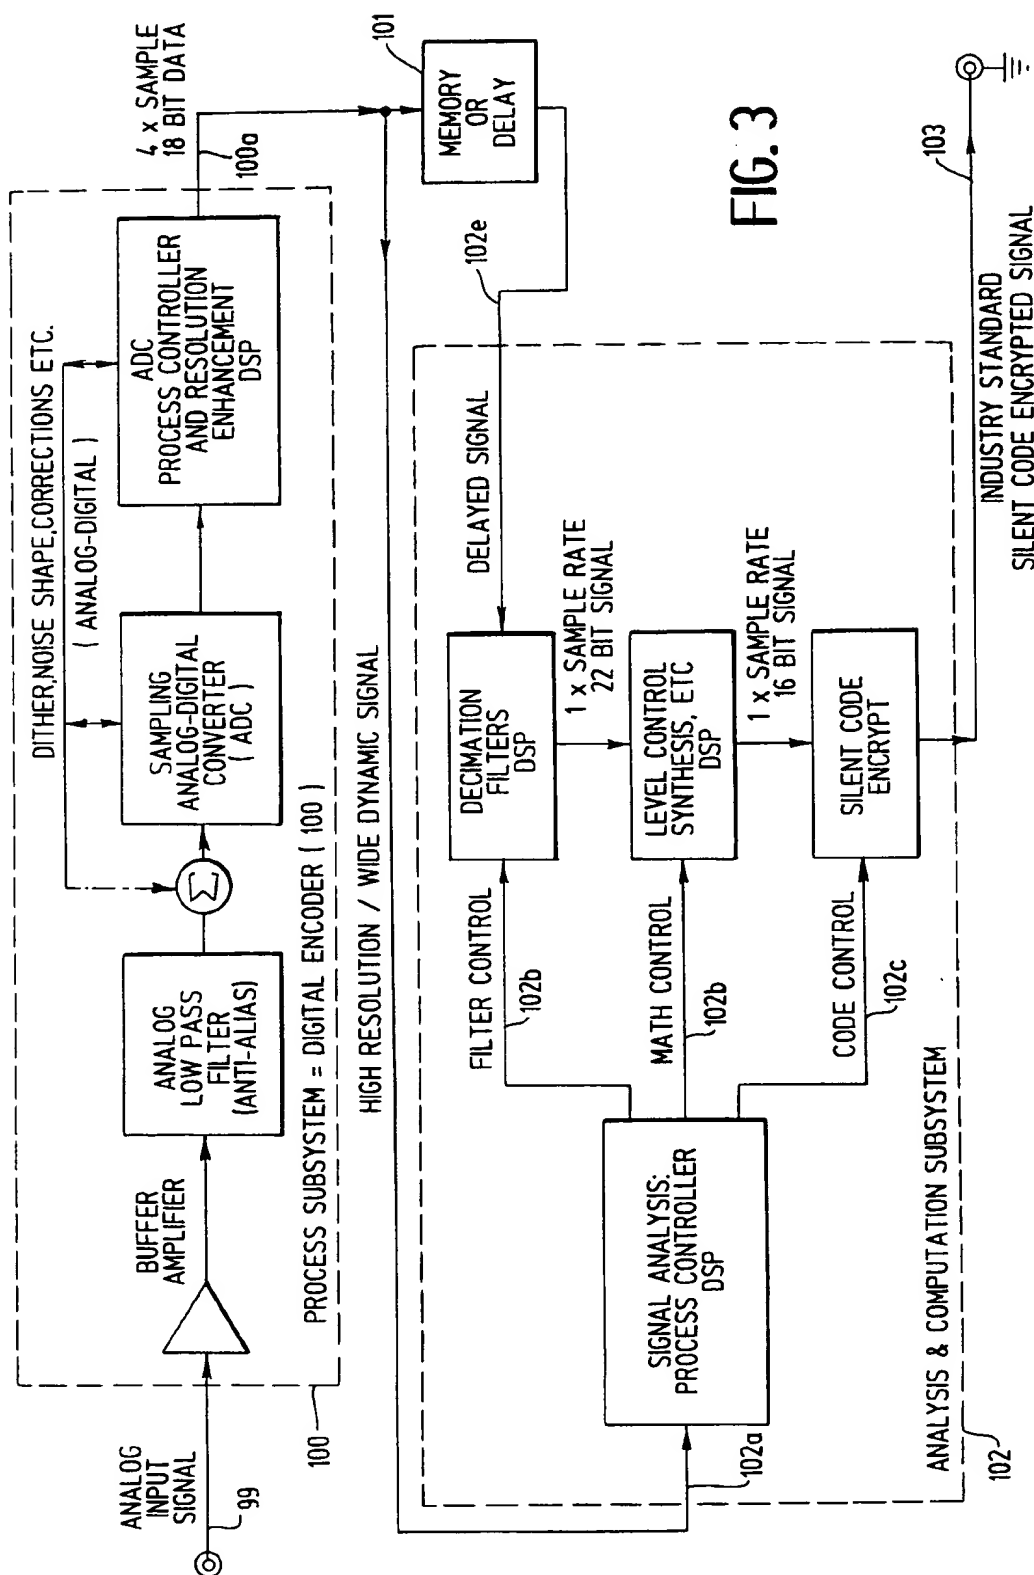 ANALOG
INPUT
SIGNAL
99
100
BUFFER
AMPLIFIER
ANALOG
LOW PASS
FILTER
(ANTI-ALIAS)
Σ
SAMPLING
ANALOG-DIGITAL
CONVERTER
( ADC )
DITHER,NOISE SHAPE,CORRECTIONS ETC.
( ANALOG-DIGITAL )
ADC
PROCESS CONTROLLER
AND RESOLUTION
ENHANCEMENT
DSP
PROCESS SUBSYSTEM = DIGITAL ENCODER ( 100 )
4 x SAMPLE
18 BIT DATA
100a
HIGH RESOLUTION / WIDE DYNAMIC SIGNAL
101
MEMORY
OR
DELAY
102e
DELAYED SIGNAL
DECIMATION
FILTERS
DSP
1 x SAMPLE RATE
22 BIT SIGNAL
LEVEL CONTROL
SYNTHESIS, ETC
DSP
1 x SAMPLE RATE
16 BIT SIGNAL
SILENT CODE
ENCRYPT
FILTER CONTROL
102b
MATH CONTROL
102b
CODE CONTROL
102c
SIGNAL ANALYSIS:
PROCESS CONTROLLER
DSP
102a
ANALYSIS & COMPUTATION SUBSYSTEM
102
103
INDUSTRY STANDARD
SILENT CODE ENCRYPTED SIGNAL
FIG. 3